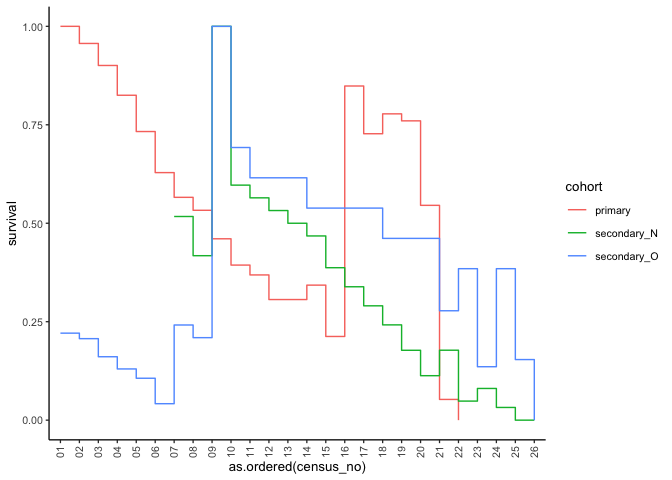 1.00
0.75
0.50
0.25
0.00
survival
01 02 03 04 05 06 07 08 09 10 11 12 13 14 15 16 17 18 19 20 21 22 23 24 25 26
as.ordered(census_no)
cohort
primary
secondary_N
secondary_O